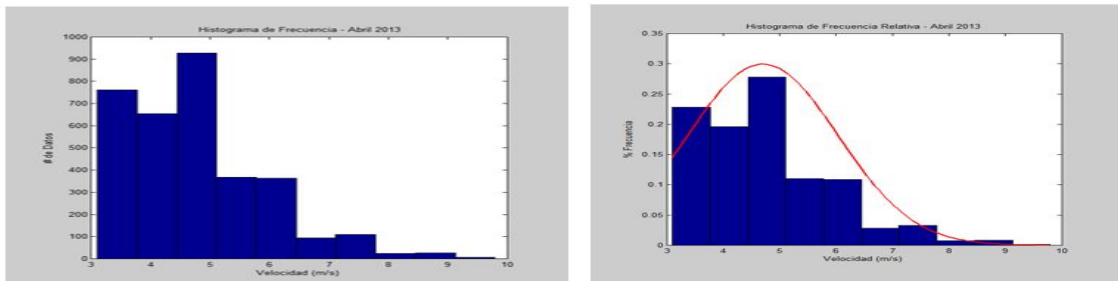 Histograma de Frecuencia - Abril 2013
1000
900
800
700
600
500
400
300
200
100
0
# de Datos
3 4 5 6 7 8 9 10
Velocidad (m/s)
Histograma de Frecuencia Relativa - Abril 2013
0.35
0.3
0.25
0.2
0.15
0.1
0.05
0
% Frecuencia
3 4 5 6 7 8 9 10
Velocidad (m/s)